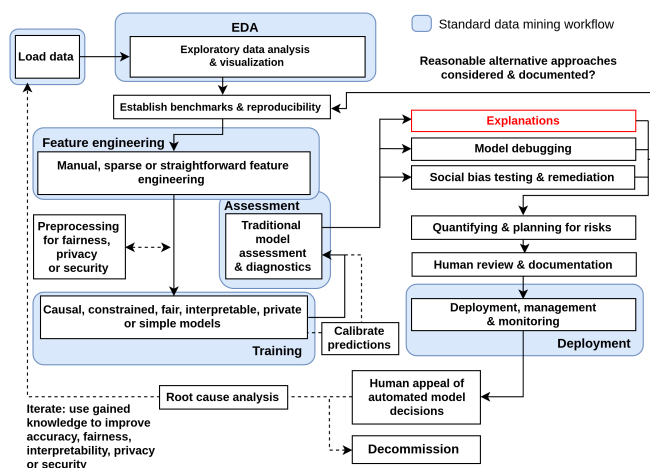 EDA
Standard data mining workflow
Load data
Exploratory data analysis
& visualization
Reasonable alternative approaches
considered & documented?
Establish benchmarks & reproducibility
Explanations
Feature engineering
Model debugging
Manual, sparse or straightforward feature
engineering
Social bias testing & remediation
Assessment
Preprocessing
for fairness,
privacy
or security
Traditional
model
assessment
& diagnostics
Quantifying & planning for risks
Human review & documentation
Causal, constrained, fair, interpretable, private
or simple models
Training
Calibrate
predictions
Deployment, management
& monitoring
Deployment
Root cause analysis
Human appeal of
automated model
decisions
Iterate: use gained
knowledge to improve
accuracy, fairness,
interpretability, privacy
or security
Decommission